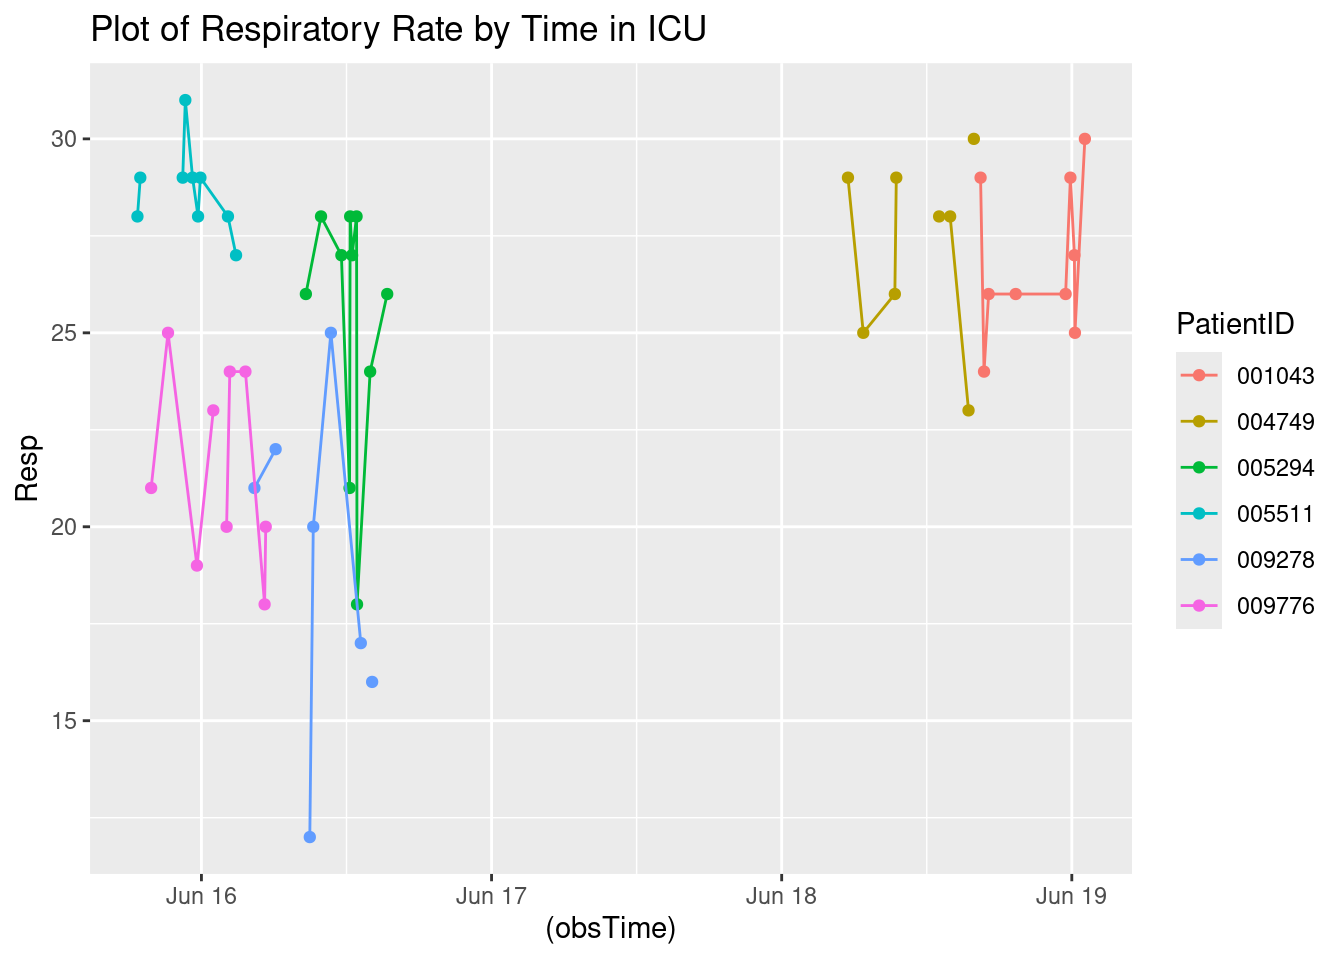 Plot of Respiratory Rate by Time in ICU
Resp
30
25
20
15
Jun 16
Jun 17
Jun 18
Jun 19
(obsTime)
PatientID
001043
004749
005294
005511
009278
009776